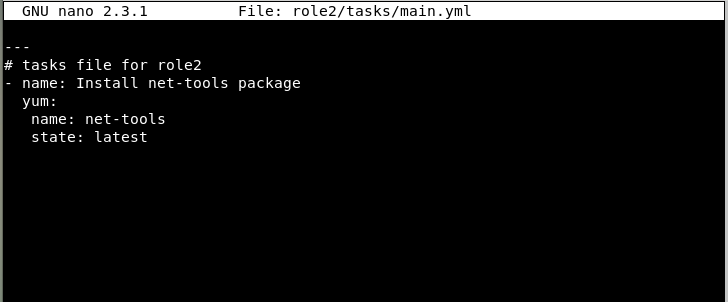 GNU nano 2.3.1          File: role2/tasks/main.yml
---
# tasks file for role2
- name: Install net-tools package
  yum:
   name: net-tools
   state: latest